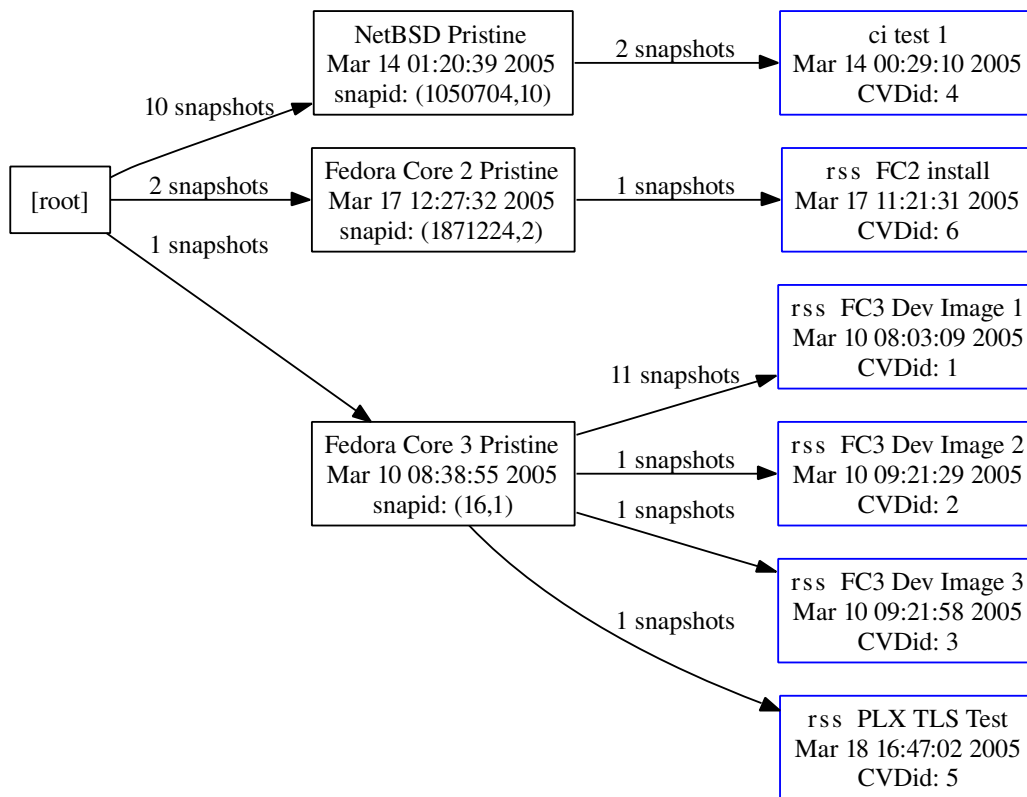 [root]
10 snapshots
2 snapshots
1 snapshots
NetBSD Pristine
Mar 14 01:20:39 2005
snapid: (1050704,10)
2 snapshots
ci test 1
Mar 14 00:29:10 2005
CVDid: 4
Fedora Core 2 Pristine
Mar 17 12:27:32 2005
snapid: (1871224,2)
1 snapshots
rss FC2 install
Mar 17 11:21:31 2005
CVDid: 6
Fedora Core 3 Pristine
Mar 10 08:38:55 2005
snapid: (16,1)
11 snapshots
rss FC3 Dev Image 1
Mar 10 08:03:09 2005
CVDid: 1
1 snapshots
rss FC3 Dev Image 2
Mar 10 09:21:29 2005
CVDid: 2
1 snapshots
rss FC3 Dev Image 3
Mar 10 09:21:58 2005
CVDid: 3
1 snapshots
rss PLX TLS Test
Mar 18 16:47:02 2005
CVDid: 5